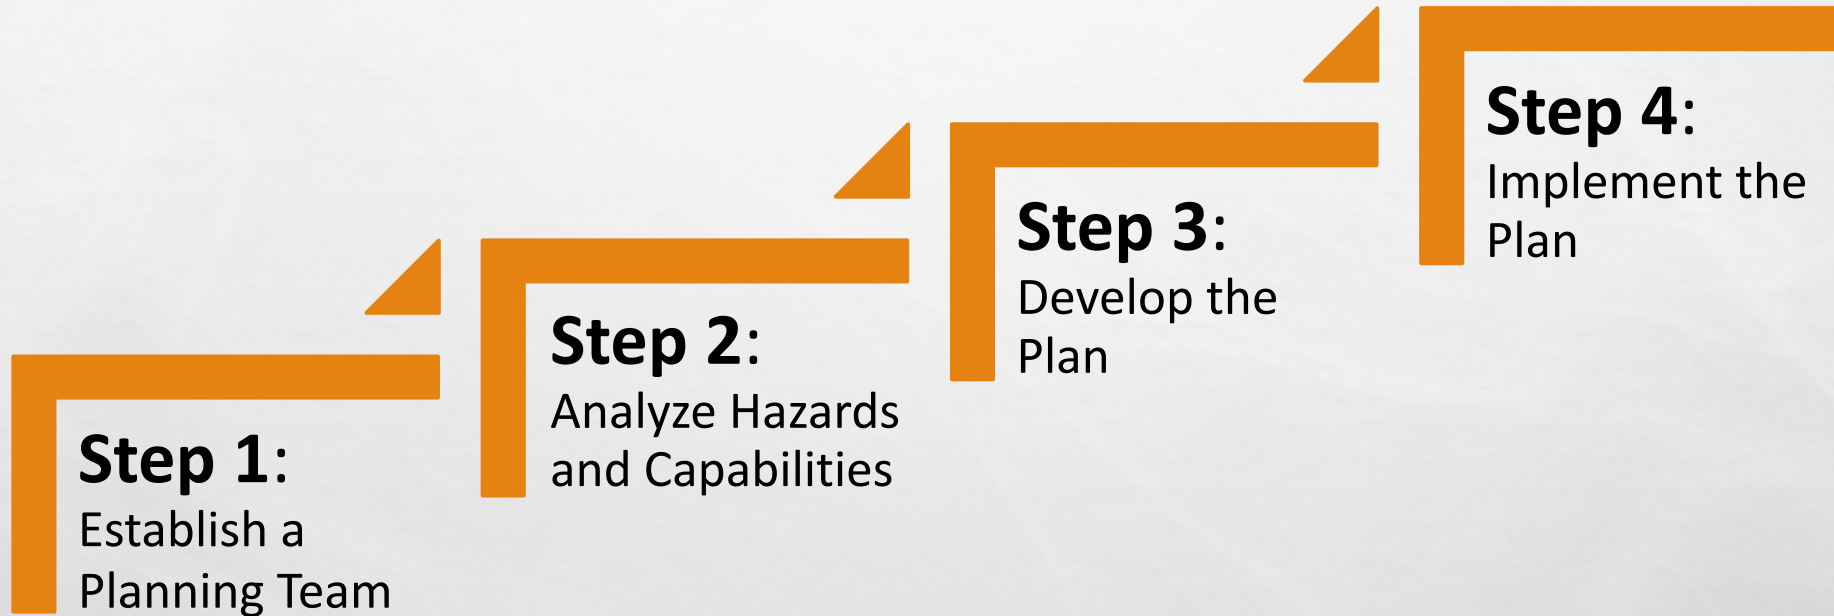 Step 1:
Establish a
Planning Team
Step 2:
Analyze Hazards
and Capabilities
Step 3:
Develop the
Plan
Step 4:
Implement the
Plan